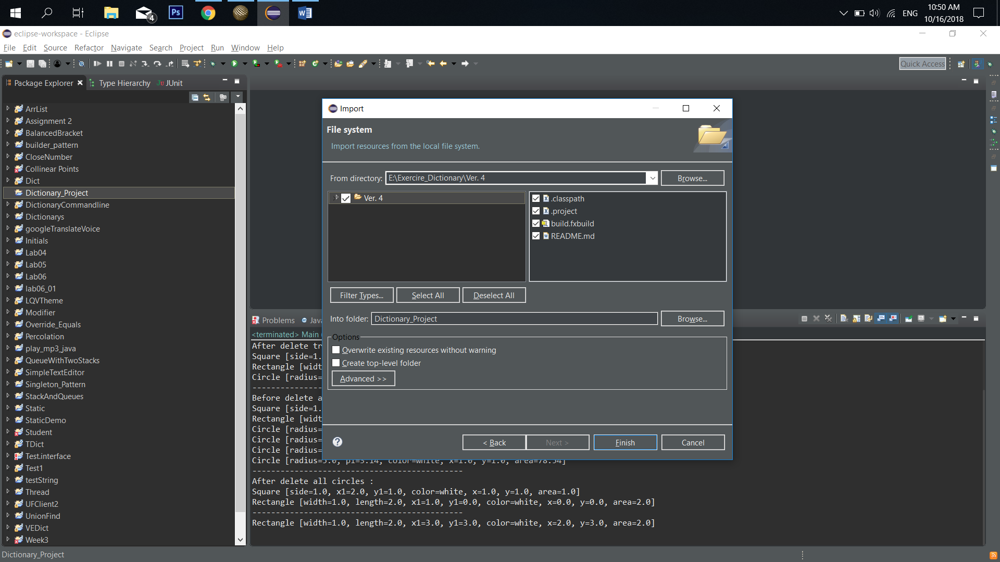 Ps
4
ENG
10:50 AM
10/16/2018
eclipse-workspace - Eclipse
File Edit Source Refactor Navigate Search Project Run Window Help
Quick Access
Package Explorer Type Hierarchy JUnit
ArrList
Assignment 2
BalancedBracket
builder_pattern
CloseNumber
Collinear Points
Dict
Dictionary_Project
DictionaryCommandline
Dictionarys
googleTranslateVoice
Initials
Lab04
Lab05
Lab06
lab06_01
LQVTheme
Modifier
Override_Equals
Percolation
play_mp3_java
QueueWithTwoStacks
SimpleTextEditor
Singleton_Pattern
StackAndQueues
Static
StaticDemo
Student
TDict
Test.interface
Test1
testString
Thread
UFClient2
UnionFind
VEDict
Week3
Dictionary_Project
Import
File system
Import resources from the local file system.
From directory: E:\Exercire_Dictionary\Ver. 4 Browse...
Ver. 4
.classpath
.project
build.fxbuild
README.md
Filter Types... Select All Deselect All
Into folder: Dictionary_Project Browse...
Options
Overwrite existing resources without warning
Create top-level folder
Advanced >>
< Back Next > Finish Cancel
Problems @ Jav
<terminated> Main
After delete tr
Square [side=1.
Rectangle [widt
Circle [radius=
-----------
Before delete a
Square [side=1.
Rectangle [widt
Circle [radius=
Circle [radius=
Circle [radius=
Circle [radius=5.0, pi=3.14, color=white, x=1.0, y=1.0, area=78.54]
---------------------------------------------
After delete all circles :
Square [side=1.0, x1=2.0, y1=1.0, color=white, x=1.0, y=1.0, area=1.0]
Rectangle [width=1.0, length=2.0, x1=1.0, y1=0.0, color=white, x=0.0, y=0.0, area=2.0]
---------------------------------------------
Rectangle [width=1.0, length=2.0, x1=3.0, y1=3.0, color=white, x=2.0, y=3.0, area=2.0]